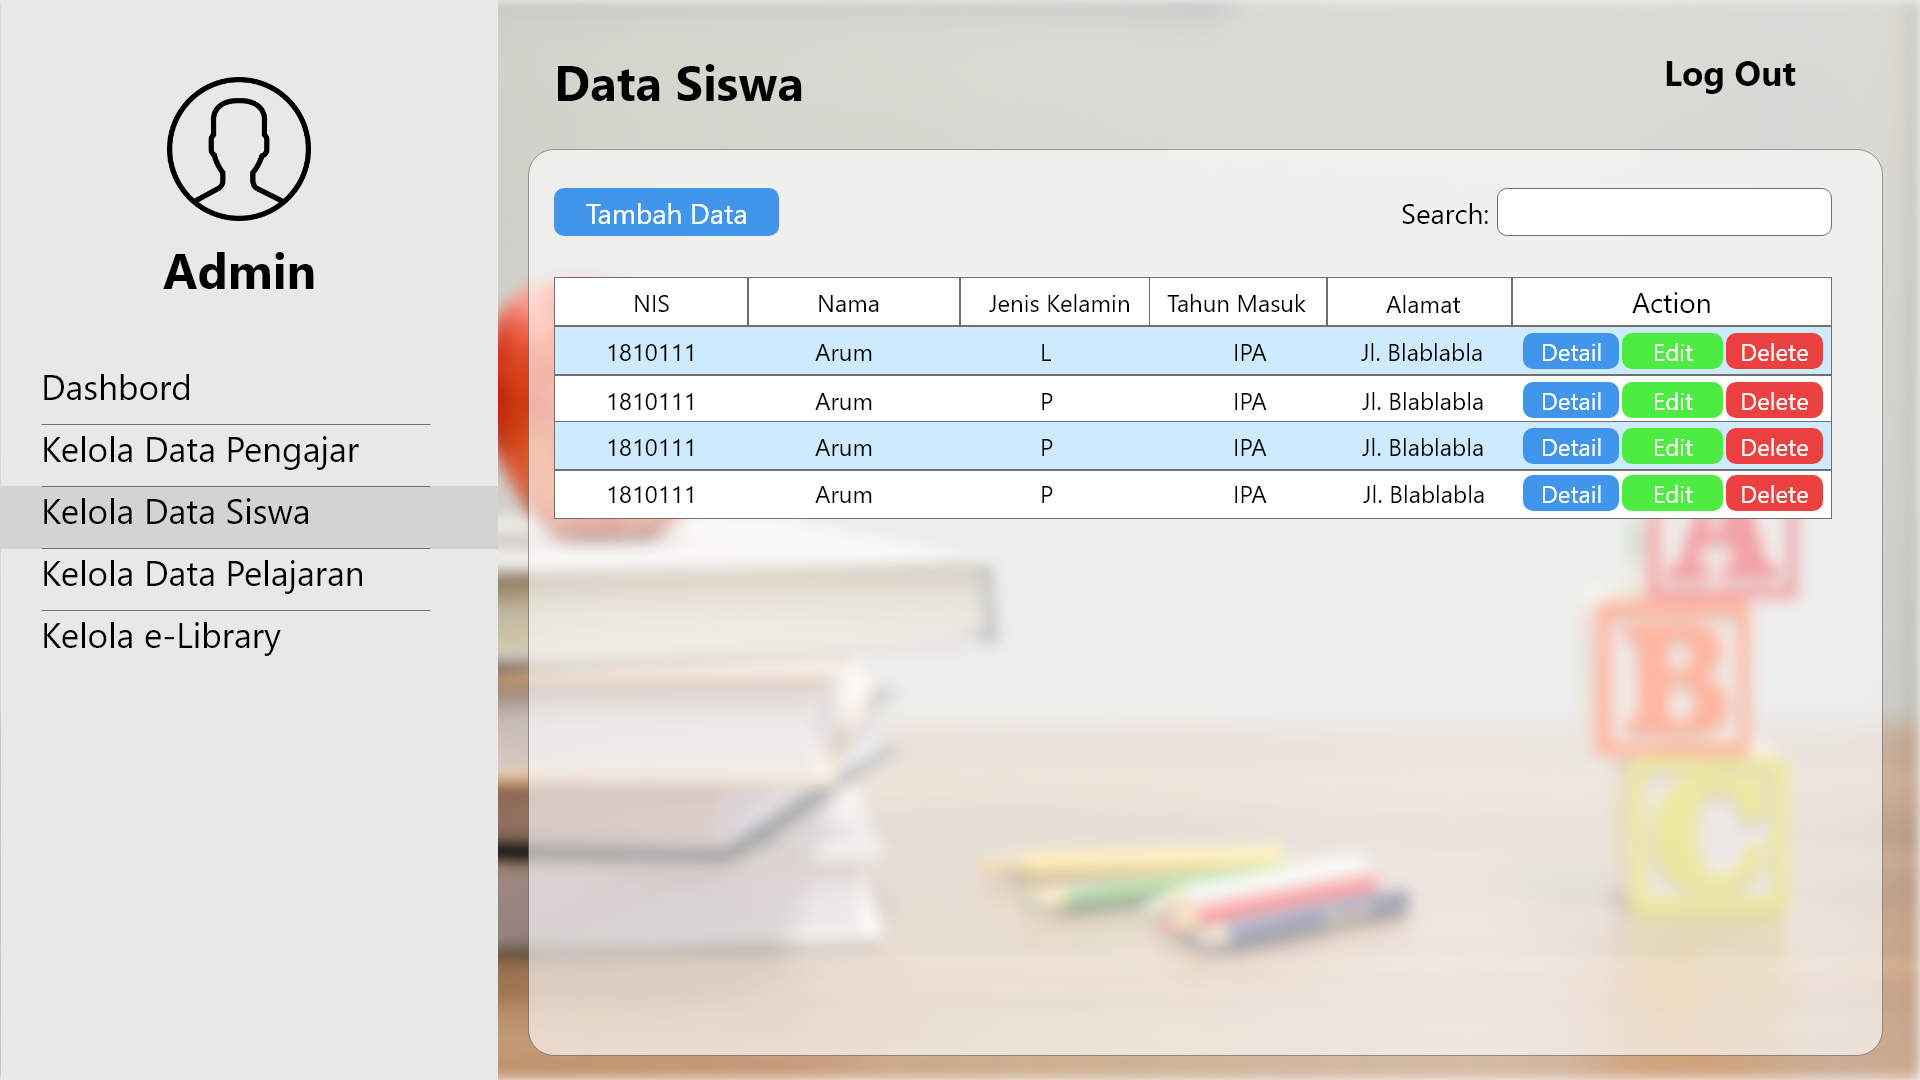 Admin
Dashbord
Kelola Data Pengajar
Kelola Data Siswa
Kelola Data Pelajaran
Kelola e-Library
Data Siswa
Log Out
Tambah Data
Search:
NIS Nama Jenis Kelamin Tahun Masuk Alamat Action
1810111 Arum L IPA Jl. Blablabla Detail Edit Delete
1810111 Arum P IPA Jl. Blablabla Detail Edit Delete
1810111 Arum P IPA Jl. Blablabla Detail Edit Delete
1810111 Arum P IPA Jl. Blablabla Detail Edit Delete
A
B
C